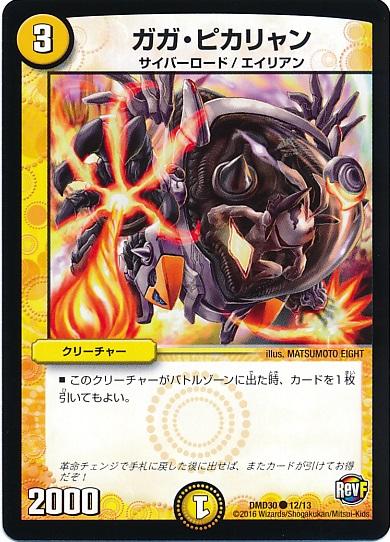 3
ガガ・ピカリャン
サイバーロード / エイリアン
illus. MATSUMOTO EIGHT
クリーチャー
■ このクリーチャーがバトルゾーンに出た時、カードを1枚
引いてもよい。
革命チェンジで手札に戻した後に出せば、またカードが引けてお得
だぞ！
2000
1
DMD30 ● 12/13
©2016 Wizards/Shogakukan/Mitsui-Kids
RevF